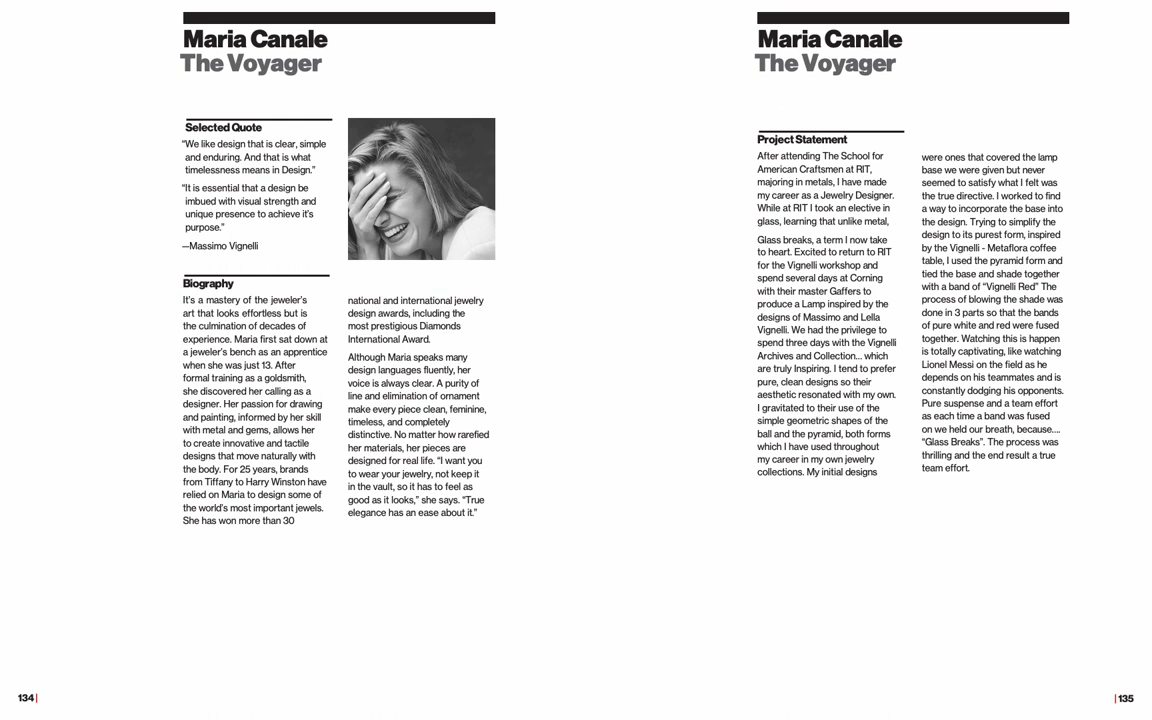 Maria Canale
The Voyager
Selected Quote
“We like design that is clear, simple
and enduring. And that is what
timelessness means in Design.”
“It is essential that a design be
imbued with visual strength and
unique presence to achieve it’s
purpose.”
—Massimo Vignelli
Biography
It’s a mastery of the jeweler’s
art that looks effortless but is
the culmination of decades of
experience. Maria first sat down at
a jeweler’s bench as an apprentice
when she was just 13. After
formal training as a goldsmith,
she discovered her calling as a
designer. Her passion for drawing
and painting, informed by her skill
with metal and gems, allows her
to create innovative and tactile
designs that move naturally with
the body. For 25 years, brands
from Tiffany to Harry Winston have
relied on Maria to design some of
the world’s most important jewels.
She has won more than 30
national and international jewelry
design awards, including the
most prestigious Diamonds
International Award.
Although Maria speaks many
design languages fluently, her
voice is always clear. A purity of
line and elimination of ornament
make every piece clean, feminine,
timeless, and completely
distinctive. No matter how rarefied
her materials, her pieces are
designed for real life. “I want you
to wear your jewelry, not keep it
in the vault, so it has to feel as
good as it looks,” she says. “True
elegance has an ease about it.”
134
Maria Canale
The Voyager
Project Statement
After attending The School for
American Craftsmen at RIT,
majoring in metals, I have made
my career as a Jewelry Designer.
While at RIT I took an elective in
glass, learning that unlike metal,
Glass breaks, a term I now take
to heart. Excited to return to RIT
for the Vignelli workshop and
spend several days at Corning
with their master Gaffers to
produce a Lamp inspired by the
designs of Massimo and Lella
Vignelli. We had the privilege to
spend three days with the Vignelli
Archives and Collection... which
are truly Inspiring. I tend to prefer
pure, clean designs so their
aesthetic resonated with my own.
I gravitated to their use of the
simple geometric shapes of the
ball and the pyramid, both forms
which I have used throughout
my career in my own jewelry
collections. My initial designs
were ones that covered the lamp
base we were given but never
seemed to satisfy what I felt was
the true directive. I worked to find
a way to incorporate the base into
the design. Trying to simplify the
design to its purest form, inspired
by the Vignelli - Metaflora coffee
table, I used the pyramid form and
tied the base and shade together
with a band of “Vignelli Red” The
process of blowing the shade was
done in 3 parts so that the bands
of pure white and red were fused
together. Watching this is happen
is totally captivating, like watching
Lionel Messi on the field as he
depends on his teammates and is
constantly dodging his opponents.
Pure suspense and a team effort
as each time a band was fused
on we held our breath, because....
“Glass Breaks”. The process was
thrilling and the end result a true
team effort.
135